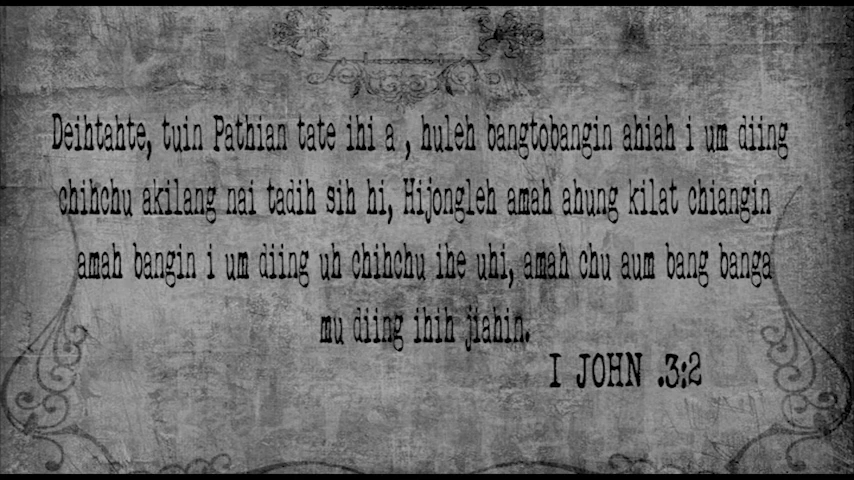 Deihtahte, tuin Pathian tate ihi a , huleh bangtobangin ahiah i um diing
chihchu akilang nai tadih sih hi, Hijongleh amah ahung kilat chiangin
amah bangin i um diing uh chihchu ihe uhi, amah chu aum bang banga
mu diing ihih jiahin.
I JOHN .3:2